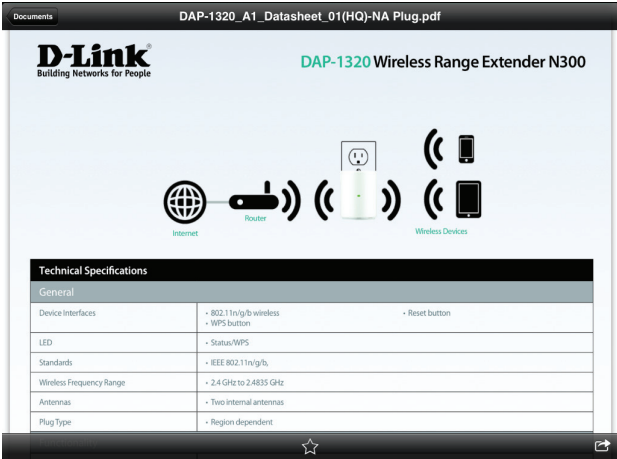 Documents
DAP-1320_A1_Datasheet_01(HQ)-NA Plug.pdf
D-Link®
Building Networks for People
DAP-1320 Wireless Range Extender N300
Internet
Router
Wireless Devices
Technical Specifications
General
Device Interfaces
• 802.11n/g/b wireless
• WPS button
• Reset button
LED
• Status/WPS
Standards
• IEEE 802.11n/g/b,
Wireless Frequency Range
• 2.4 GHz to 2.4835 GHz
Antennas
• Two internal antennas
Plug Type
• Region dependent
Functionality